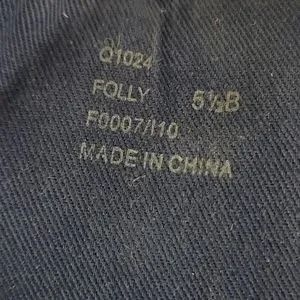 Q1024
FOLLY 5½B
F0007/I10
MADE IN CHINA